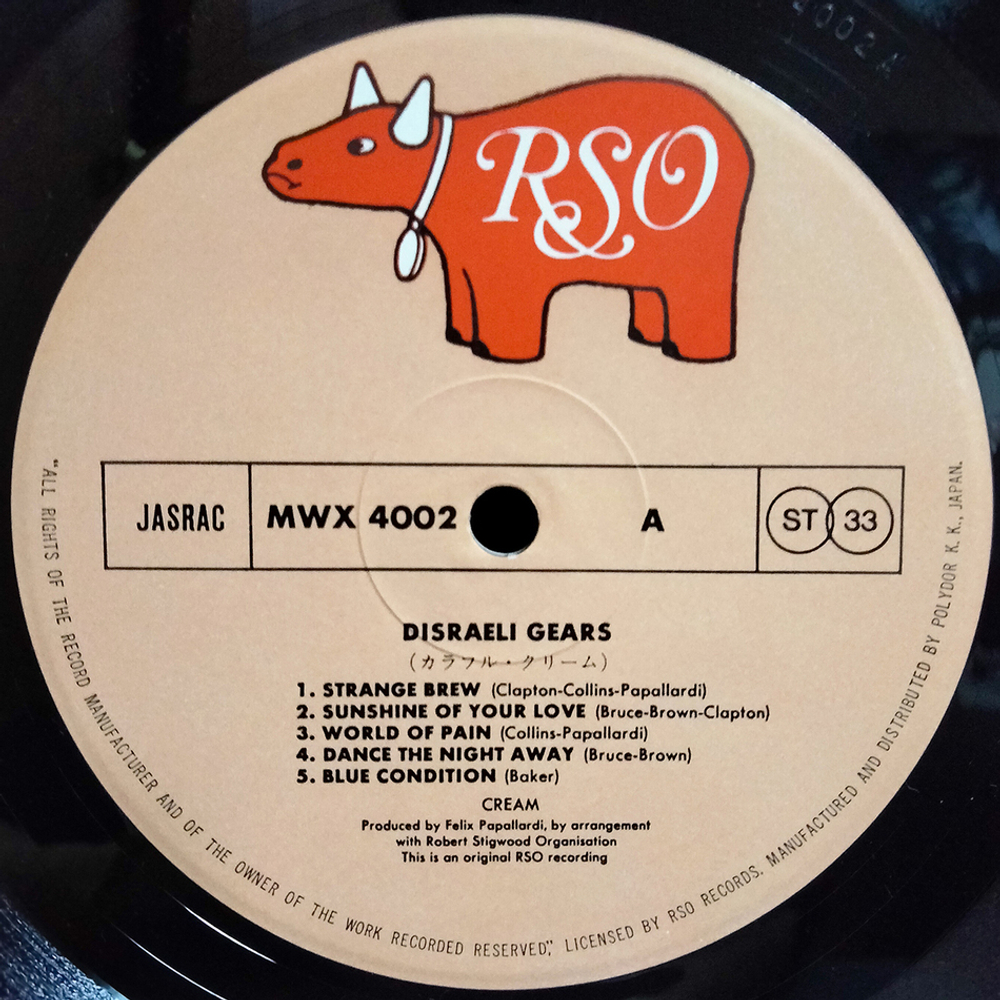 RSO
JASRAC
MWX 4002
A
ST 33
DISRAELI GEARS
(カラフル・クリーム)
1. STRANGE BREW (Clapton-Collins-Papallardi)
2. SUNSHINE OF YOUR LOVE (Bruce-Brown-Clapton)
3. WORLD OF PAIN (Collins-Papallardi)
4. DANCE THE NIGHT AWAY (Bruce-Brown)
5. BLUE CONDITION (Baker)
CREAM
Produced by Felix Papallardi, by arrangement
with Robert Stigwood Organisation
This is an original RSO recording
"ALL RIGHTS OF THE RECORD MANUFACTURER AND OF THE OWNER OF THE WORK RECORDED RESERVED," LICENSED BY RSO RECORDS. MANUFACTURED AND DISTRIBUTED BY POLYDOR K. K., JAPAN.